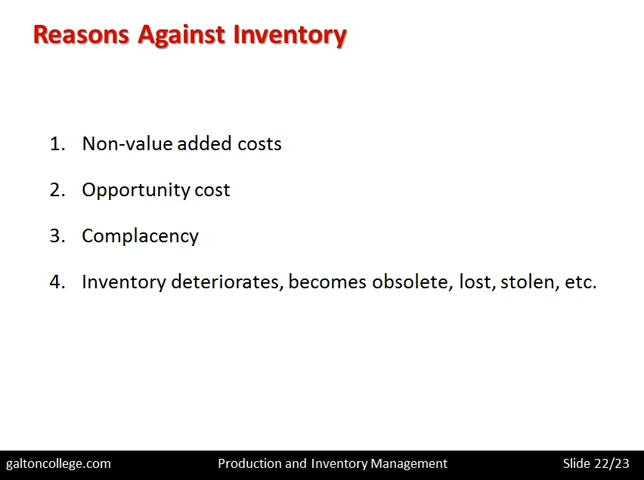 Reasons Against Inventory
1. Non-value added costs
2. Opportunity cost
3. Complacency
4. Inventory deteriorates, becomes obsolete, lost, stolen, etc.
galtoncollege.com Production and Inventory Management Slide 22/23